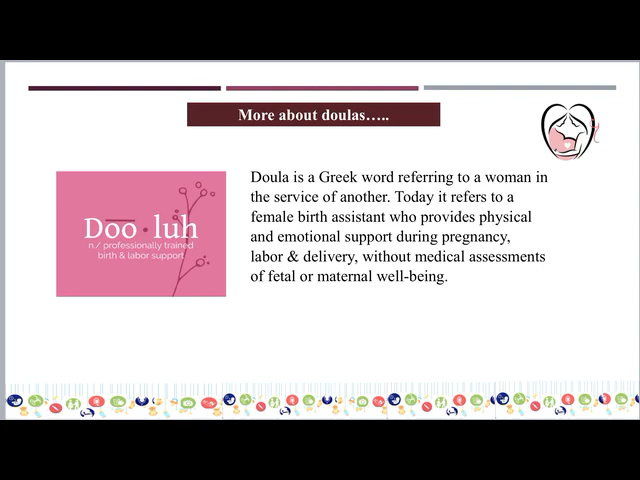 More about doulas…..
Doula is a Greek word referring to a woman in
the service of another. Today it refers to a
female birth assistant who provides physical
and emotional support during pregnancy,
labor & delivery, without medical assessments
of fetal or maternal well-being.
Doo • luh
n./ professionally trained
birth & labor support